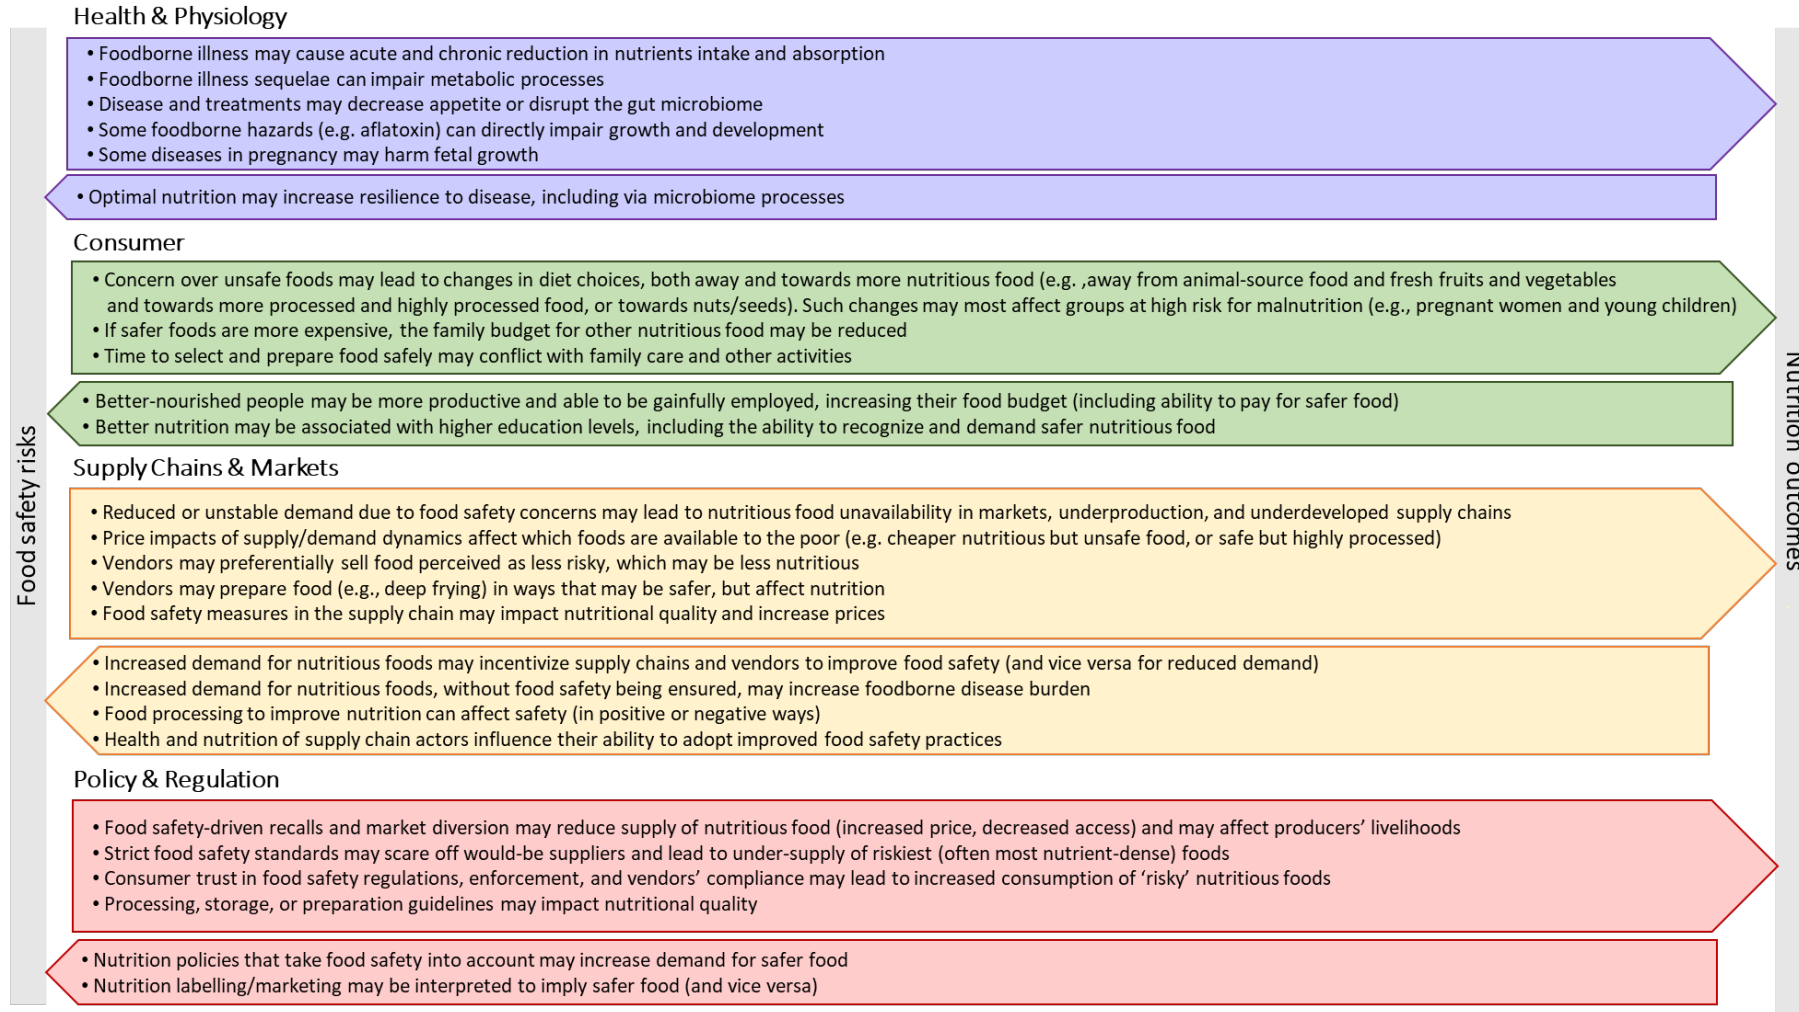 Health & Physiology
• Foodborne illness may cause acute and chronic reduction in nutrients intake and absorption
• Foodborne illness sequelae can impair metabolic processes
• Disease and treatments may decrease appetite or disrupt the gut microbiome
• Some foodborne hazards (e.g. aflatoxin) can directly impair growth and development
• Some diseases in pregnancy may harm fetal growth
• Optimal nutrition may increase resilience to disease, including via microbiome processes
Consumer
• Concern over unsafe foods may lead to changes in diet choices, both away and towards more nutritious food (e.g. ,away from animal-source food and fresh fruits and vegetables
and towards more processed and highly processed food, or towards nuts/seeds). Such changes may most affect groups at high risk for malnutrition (e.g., pregnant women and young children)
• If safer foods are more expensive, the family budget for other nutritious food may be reduced
• Time to select and prepare food safely may conflict with family care and other activities
• Better-nourished people may be more productive and able to be gainfully employed, increasing their food budget (including ability to pay for safer food)
• Better nutrition may be associated with higher education levels, including the ability to recognize and demand safer nutritious food
Supply Chains & Markets
• Reduced or unstable demand due to food safety concerns may lead to nutritious food unavailability in markets, underproduction, and underdeveloped supply chains
• Price impacts of supply/demand dynamics affect which foods are available to the poor (e.g. cheaper nutritious but unsafe food, or safe but highly processed)
• Vendors may preferentially sell food perceived as less risky, which may be less nutritious
• Vendors may prepare food (e.g., deep frying) in ways that may be safer, but affect nutrition
• Food safety measures in the supply chain may impact nutritional quality and increase prices
• Increased demand for nutritious foods may incentivize supply chains and vendors to improve food safety (and vice versa for reduced demand)
• Increased demand for nutritious foods, without food safety being ensured, may increase foodborne disease burden
• Food processing to improve nutrition can affect safety (in positive or negative ways)
• Health and nutrition of supply chain actors influence their ability to adopt improved food safety practices
Policy & Regulation
• Food safety-driven recalls and market diversion may reduce supply of nutritious food (increased price, decreased access) and may affect producers’ livelihoods
• Strict food safety standards may scare off would-be suppliers and lead to under-supply of riskiest (often most nutrient-dense) foods
• Consumer trust in food safety regulations, enforcement, and vendors’ compliance may lead to increased consumption of ‘risky’ nutritious foods
• Processing, storage, or preparation guidelines may impact nutritional quality
• Nutrition policies that take food safety into account may increase demand for safer food
• Nutrition labelling/marketing may be interpreted to imply safer food (and vice versa)
Food safety risks
Nutrition outcomes